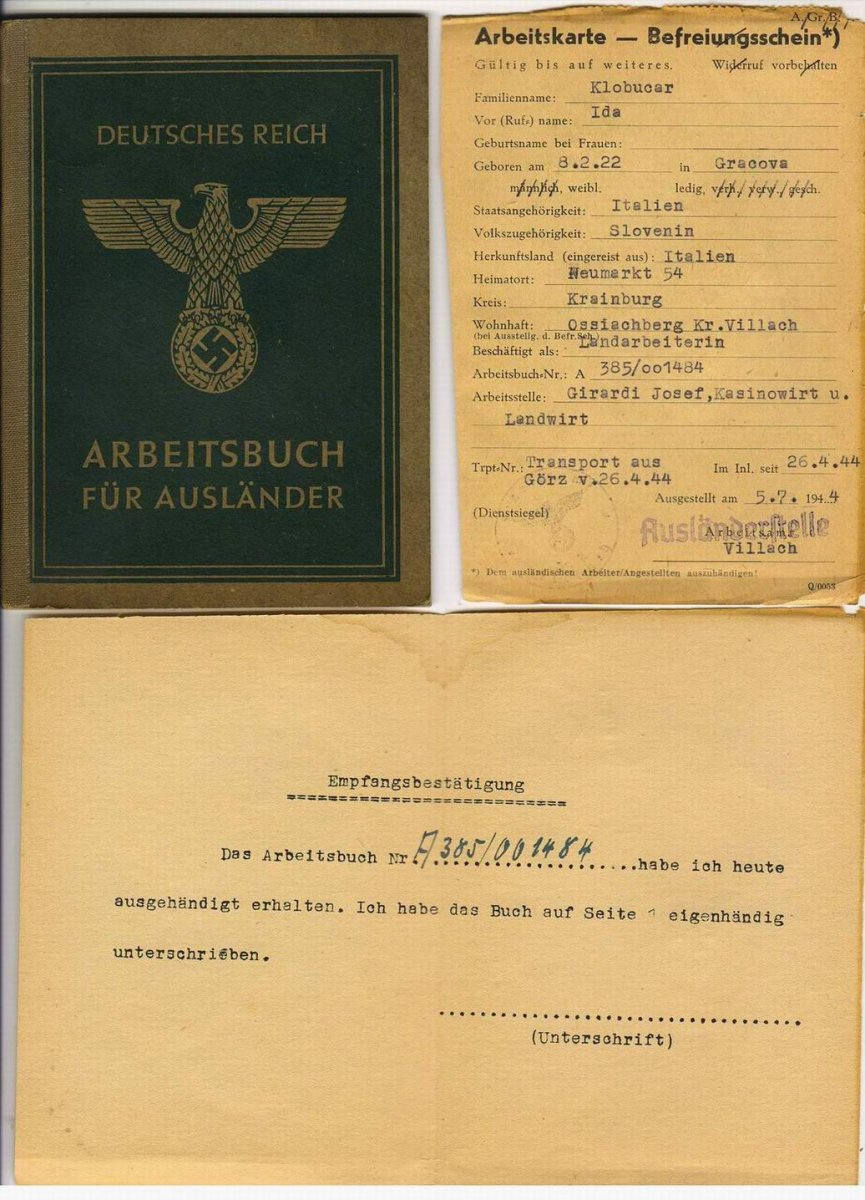 DEUTSCHES REICH
ARBEITSBUCH
FÜR AUSLÄNDER
A. Gr. B.
Arbeitskarte — Befreiungsschein*)
Gültig bis auf weiteres. Widerruf vorbehalten
Familienname: Klobucar
Vor (Ruf-) name: Ida
Geburtsname bei Frauen:
Geboren am 8.2.22 in Gracova
männlich, weibl. ledig, verh., verw., gesch.
Staatsangehörigkeit: Italien
Volkszugehörigkeit: Slovenin
Herkunftsland (eingereist aus): Italien
Heimatort: Neumarkt 54
Kreis: Krainburg
Wohnhaft: Ossiachberg Kr.Villach
(bei Ausstellg. d. Befr.Sch.)
Beschäftigt als: Landarbeiterin
Arbeitsbuch-Nr.: A 385/oo1484
Arbeitsstelle: Girardi Josef,Kasinowirt u.
Landwirt
Trpt-Nr.: Transport aus Im Inl. seit 26.4.44
Görz v.26.4.44
Ausgestellt am 5.7. 1944
(Dienstsiegel)
Ausländerstelle
Arbeitsamt
Villach
*) Dem ausländischen Arbeiter/Angestellten auszuhändigen!
Q/0053
Empfangsbestätigung
Das Arbeitsbuch Nr. A 385/001484 habe ich heute
ausgehändigt erhalten. Ich habe das Buch auf Seite 1 eigenhändig
unterschrieben.
(Unterschrift)